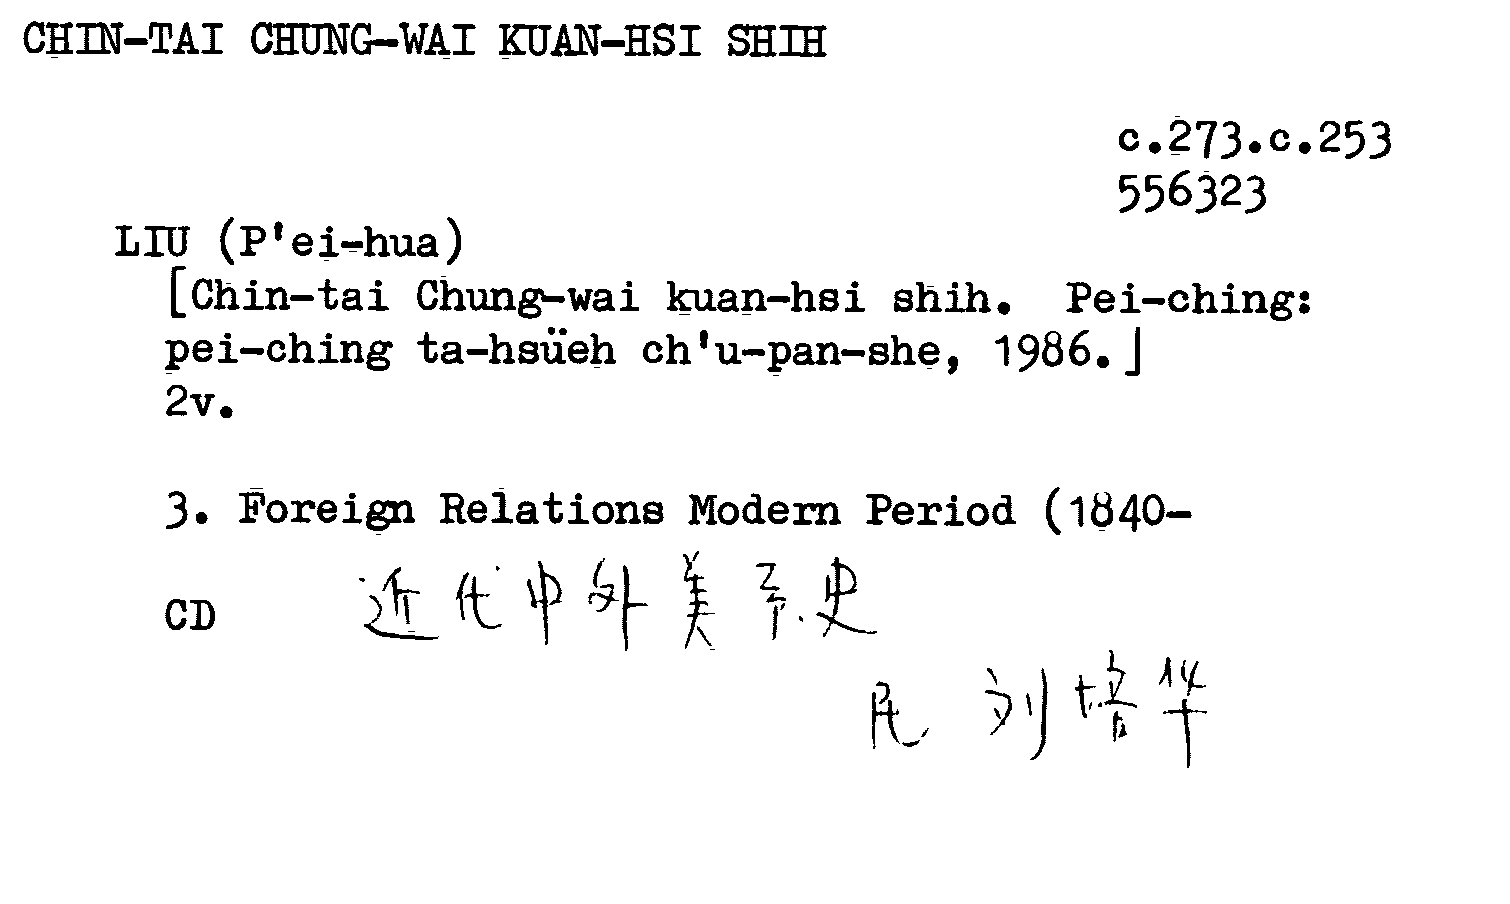 CHIN-TAI CHUNG-WAI KUAN-HSI SHIH
c.273.c.253
556323
LIU (P'ei-hua)
[Chin-tai Chung-wai kuan-hsi shih. Pei-ching:
pei-ching ta-hsüeh ch'u-pan-she, 1986.]
2v.
3. Foreign Relations Modern Period (1840-
CD 近代中外关系史
民 刘培华